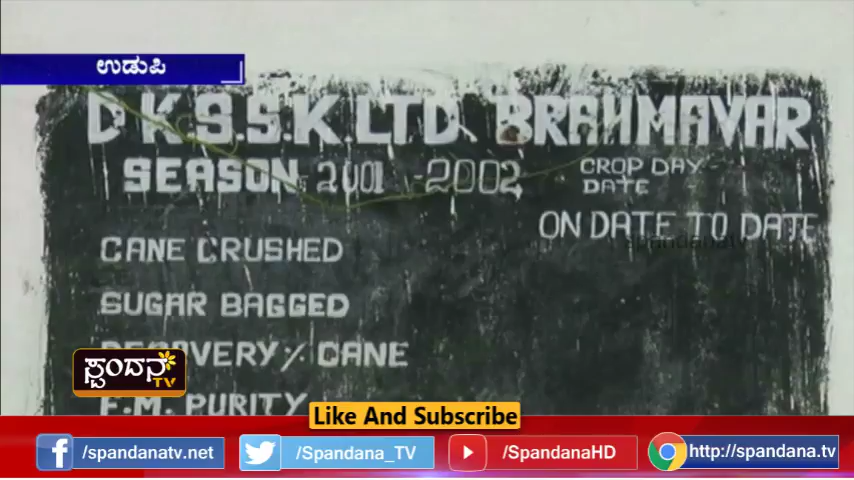 ಉಡುಪಿ
D.K.S.S.K.LTD. BRAHMAVAR
SEASON 2001 -2002
CROP DAY
DATE
ON DATE TO DATE
spandanatv
CANE CRUSHED
SUGAR BAGGED
RECOVERY % CANE
F.M. PURITY
ಸ್ಪಂದನ
TV
Like And Subscribe
/spandanatv.net
/Spandana_TV
/SpandanaHD
http://spandana.tv